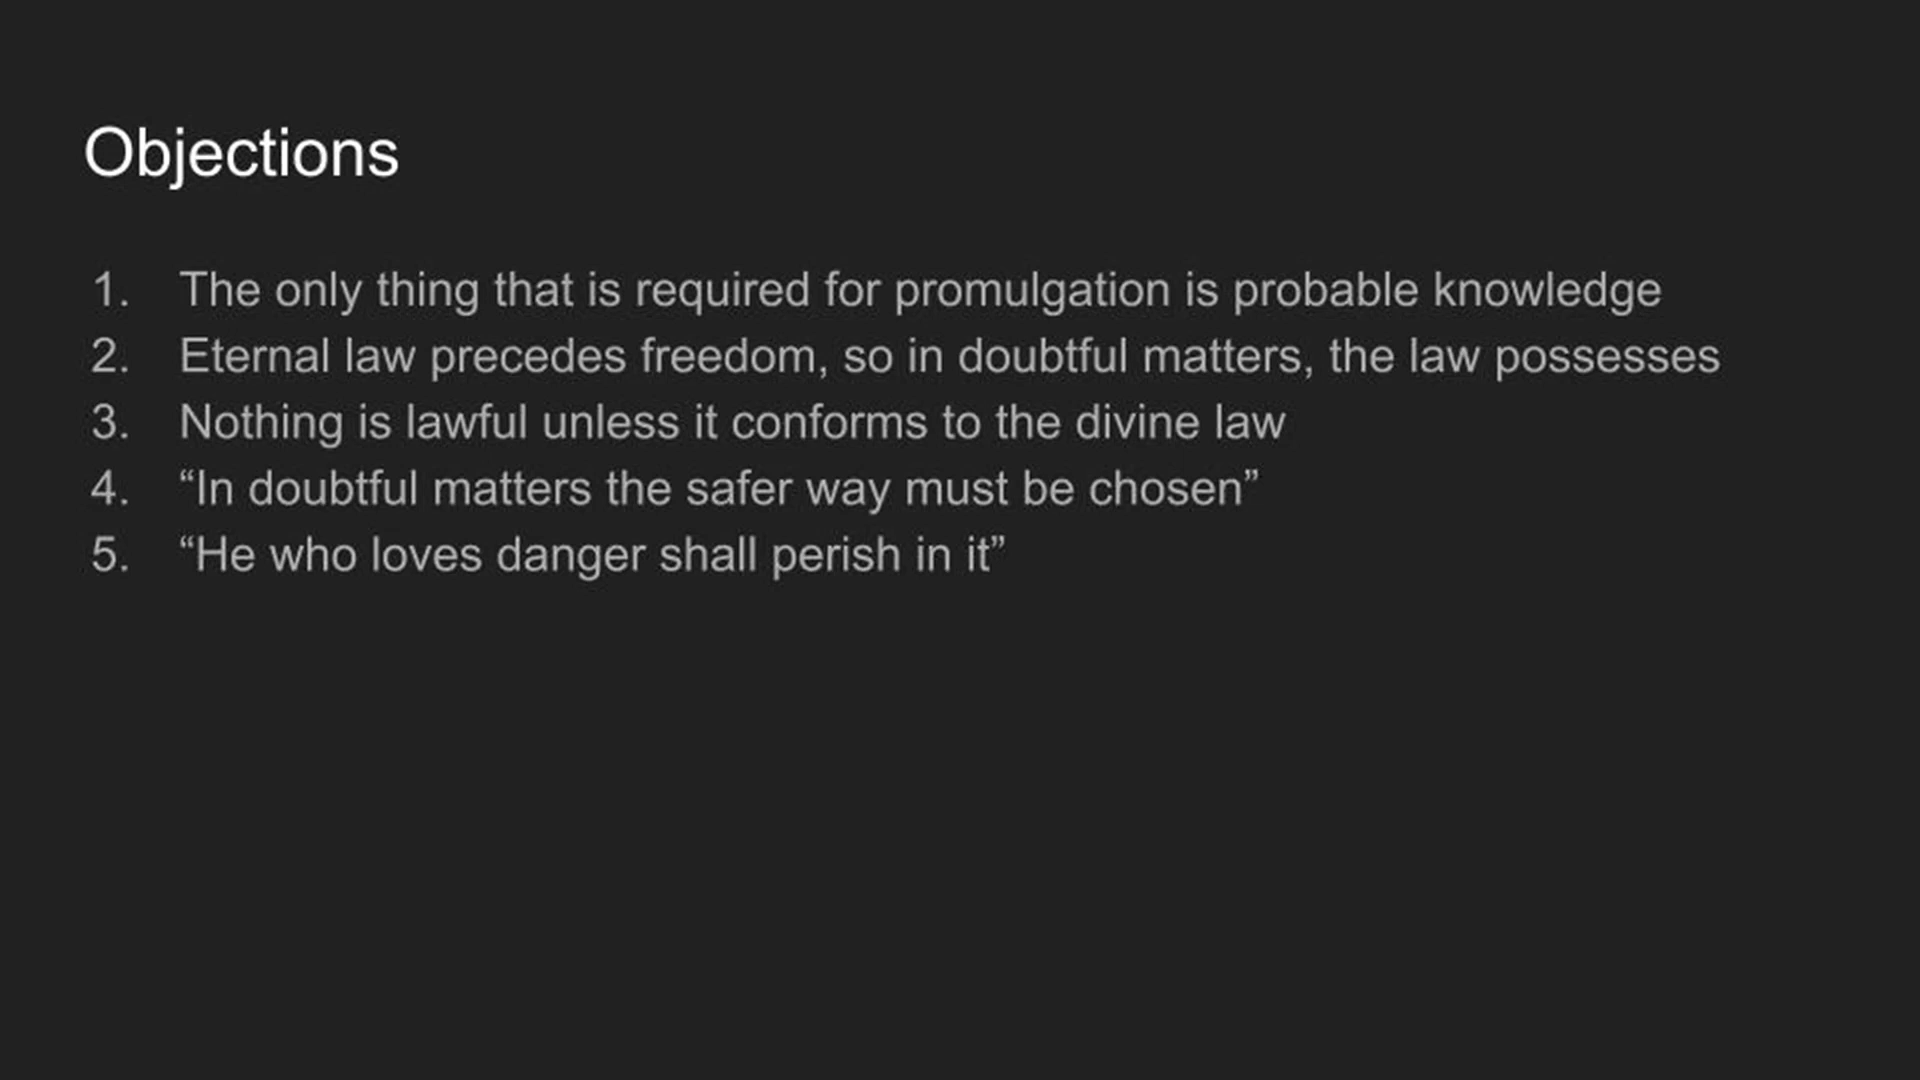 Objections
1. The only thing that is required for promulgation is probable knowledge
2. Eternal law precedes freedom, so in doubtful matters, the law possesses
3. Nothing is lawful unless it conforms to the divine law
4. “In doubtful matters the safer way must be chosen”
5. “He who loves danger shall perish in it”